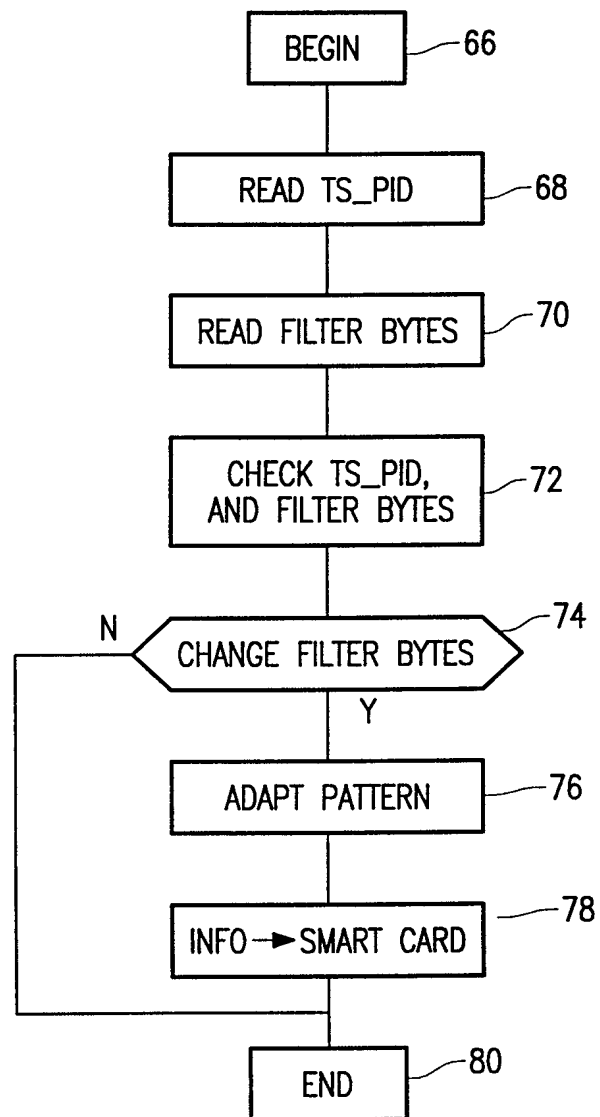 BEGIN
66
READ TS_PID
68
READ FILTER BYTES
70
CHECK TS_PID,
AND FILTER BYTES
72
N
CHANGE FILTER BYTES
74
Y
ADAPT PATTERN
76
INFO → SMART CARD
78
END
80